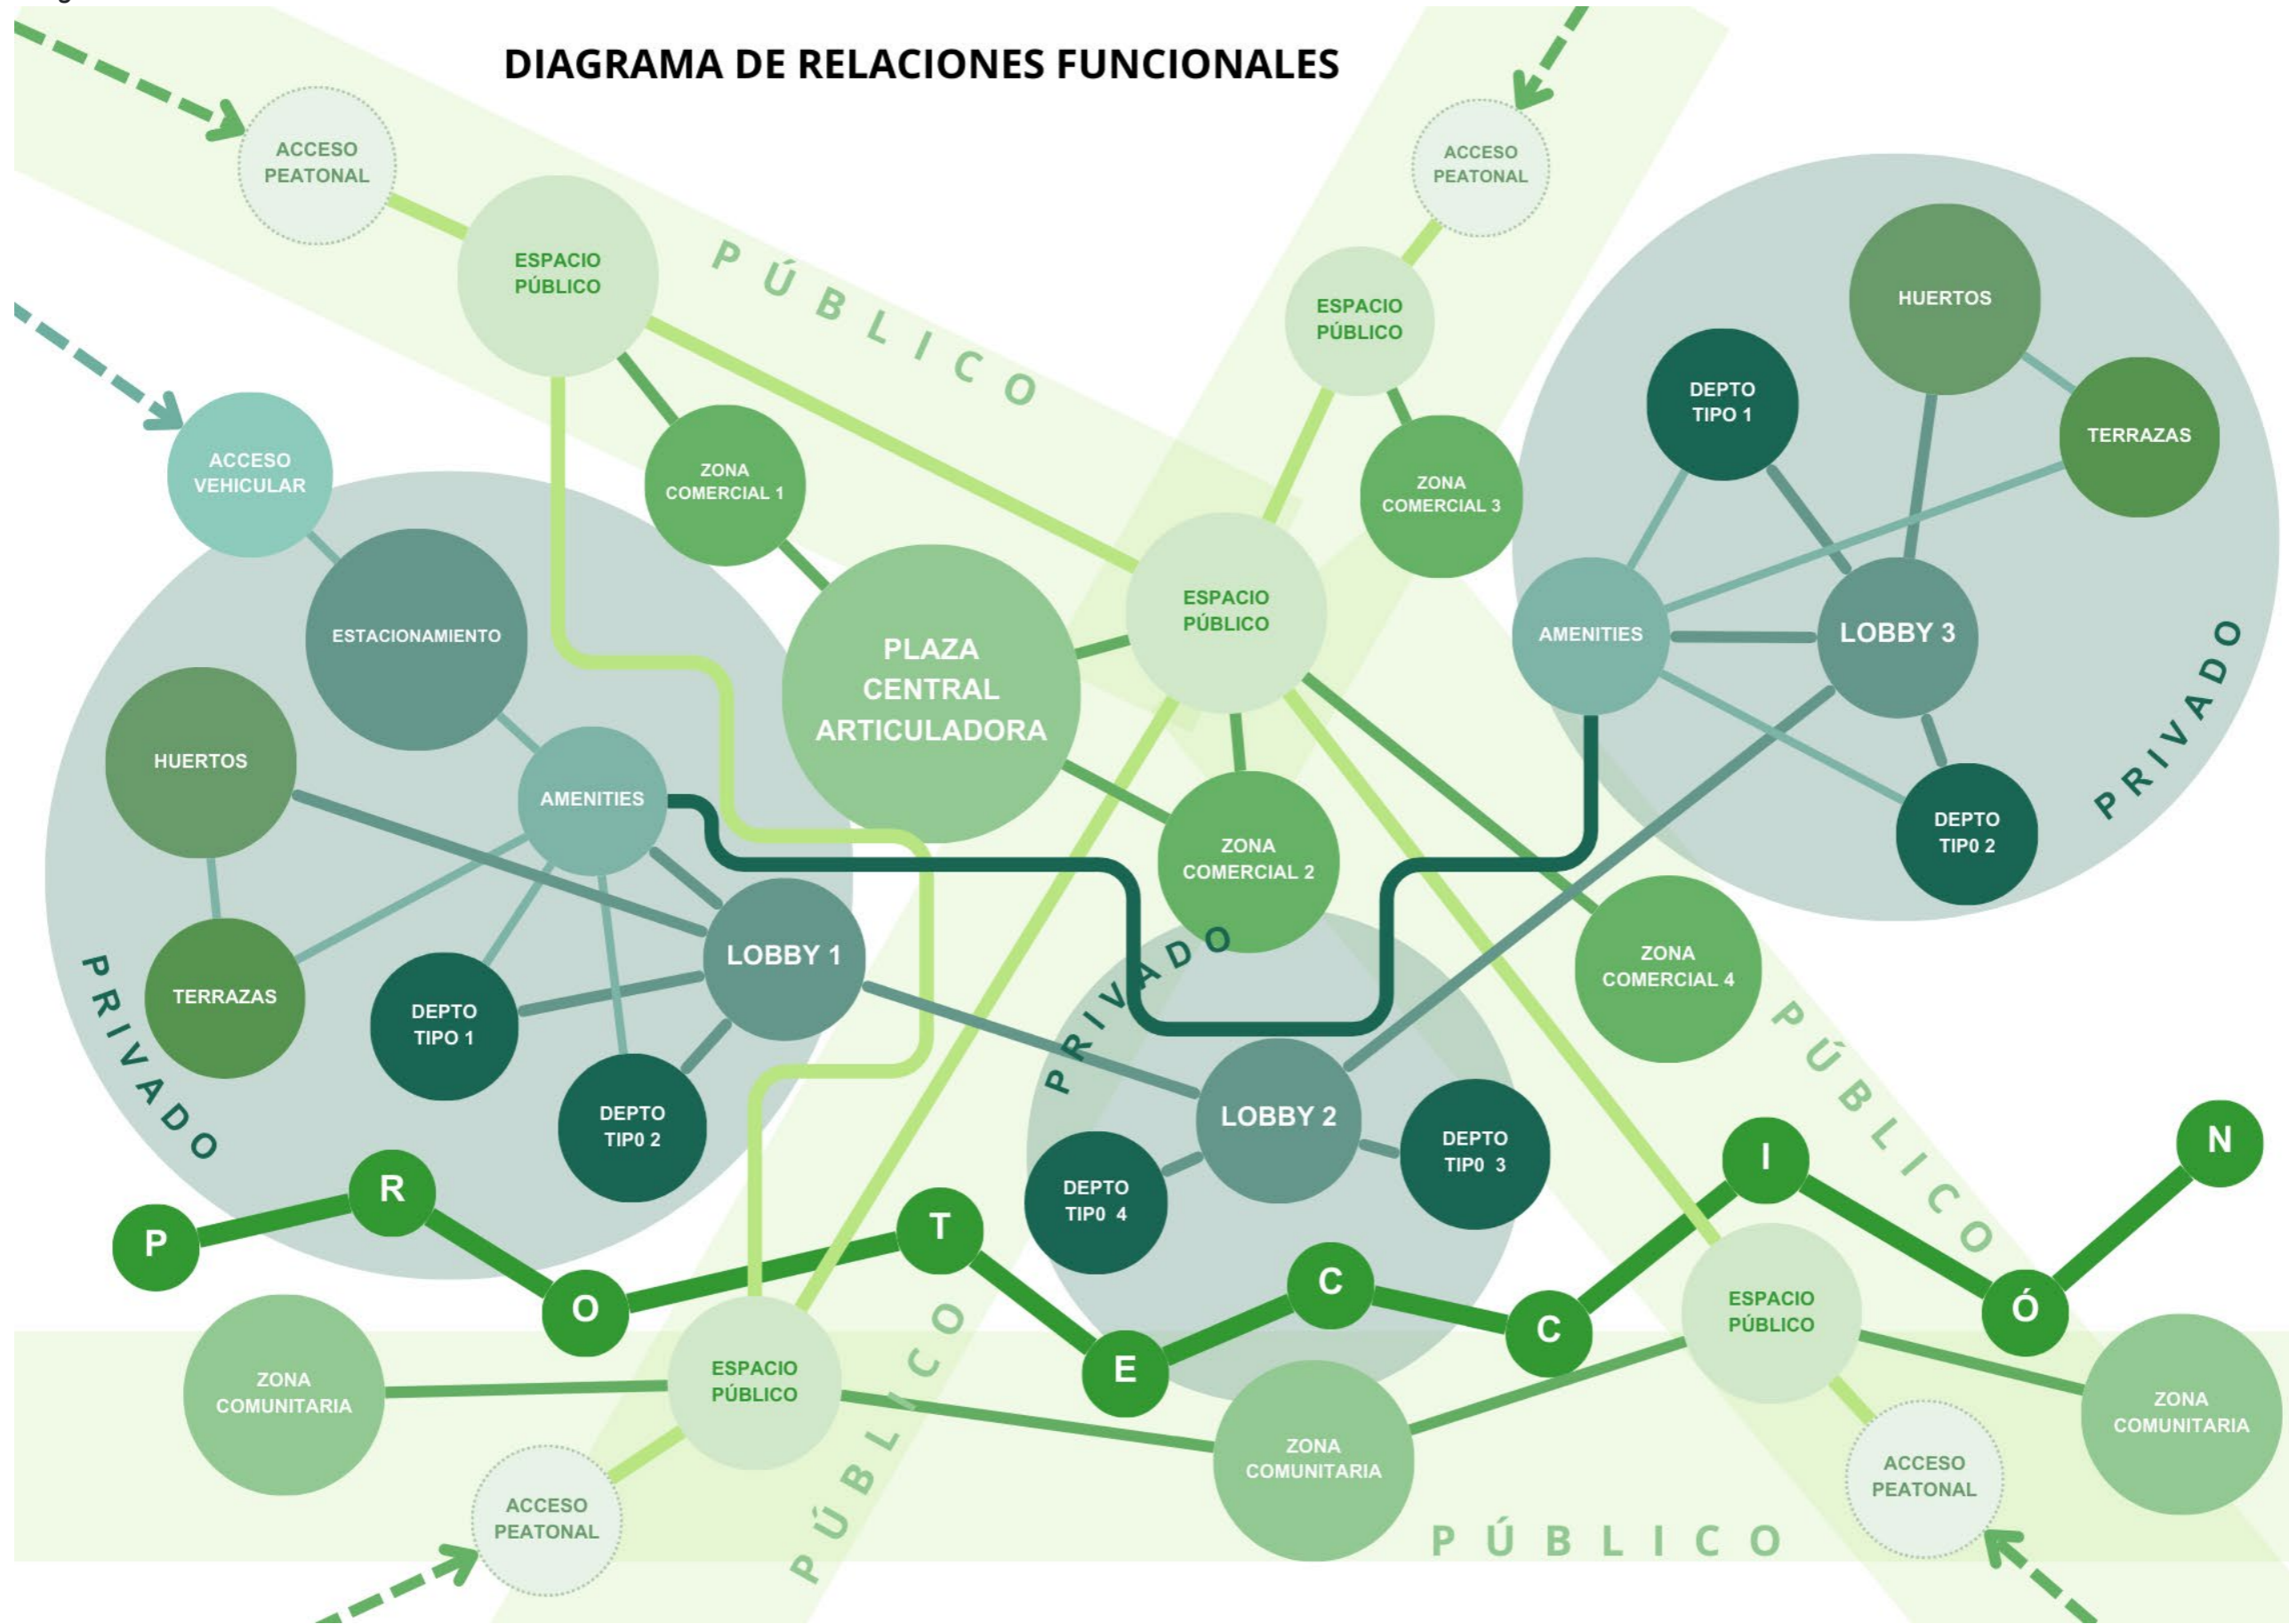 DIAGRAMA DE RELACIONES FUNCIONALES
ACCESO
PEATONAL
ACCESO
PEATONAL
ESPACIO
PÚBLICO
PÚBLICO
ESPACIO
PÚBLICO
HUERTOS
DEPTO
TIPO 1
TERRAZAS
ACCESO
VEHICULAR
ZONA
COMERCIAL 1
ZONA
COMERCIAL 3
ESTACIONAMIENTO
PLAZA
CENTRAL
ARTICULADORA
ESPACIO
PÚBLICO
AMENITIES
LOBBY 3
PRIVADO
HUERTOS
AMENITIES
ZONA
COMERCIAL 2
DEPTO
TIP0 2
LOBBY 1
PRIVADO
ZONA
COMERCIAL 4
PRIVADO
TERRAZAS
DEPTO
TIPO 1
DEPTO
TIP0 2
LOBBY 2
DEPTO
TIP0 3
DEPTO
TIP0 4
PÚBLICO
P R O T E C C I Ó N
ZONA
COMUNITARIA
ESPACIO
PÚBLICO
PÚBLICO
ESPACIO
PÚBLICO
ZONA
COMUNITARIA
ZONA
COMUNITARIA
ACCESO
PEATONAL
ACCESO
PEATONAL
PÚBLICO